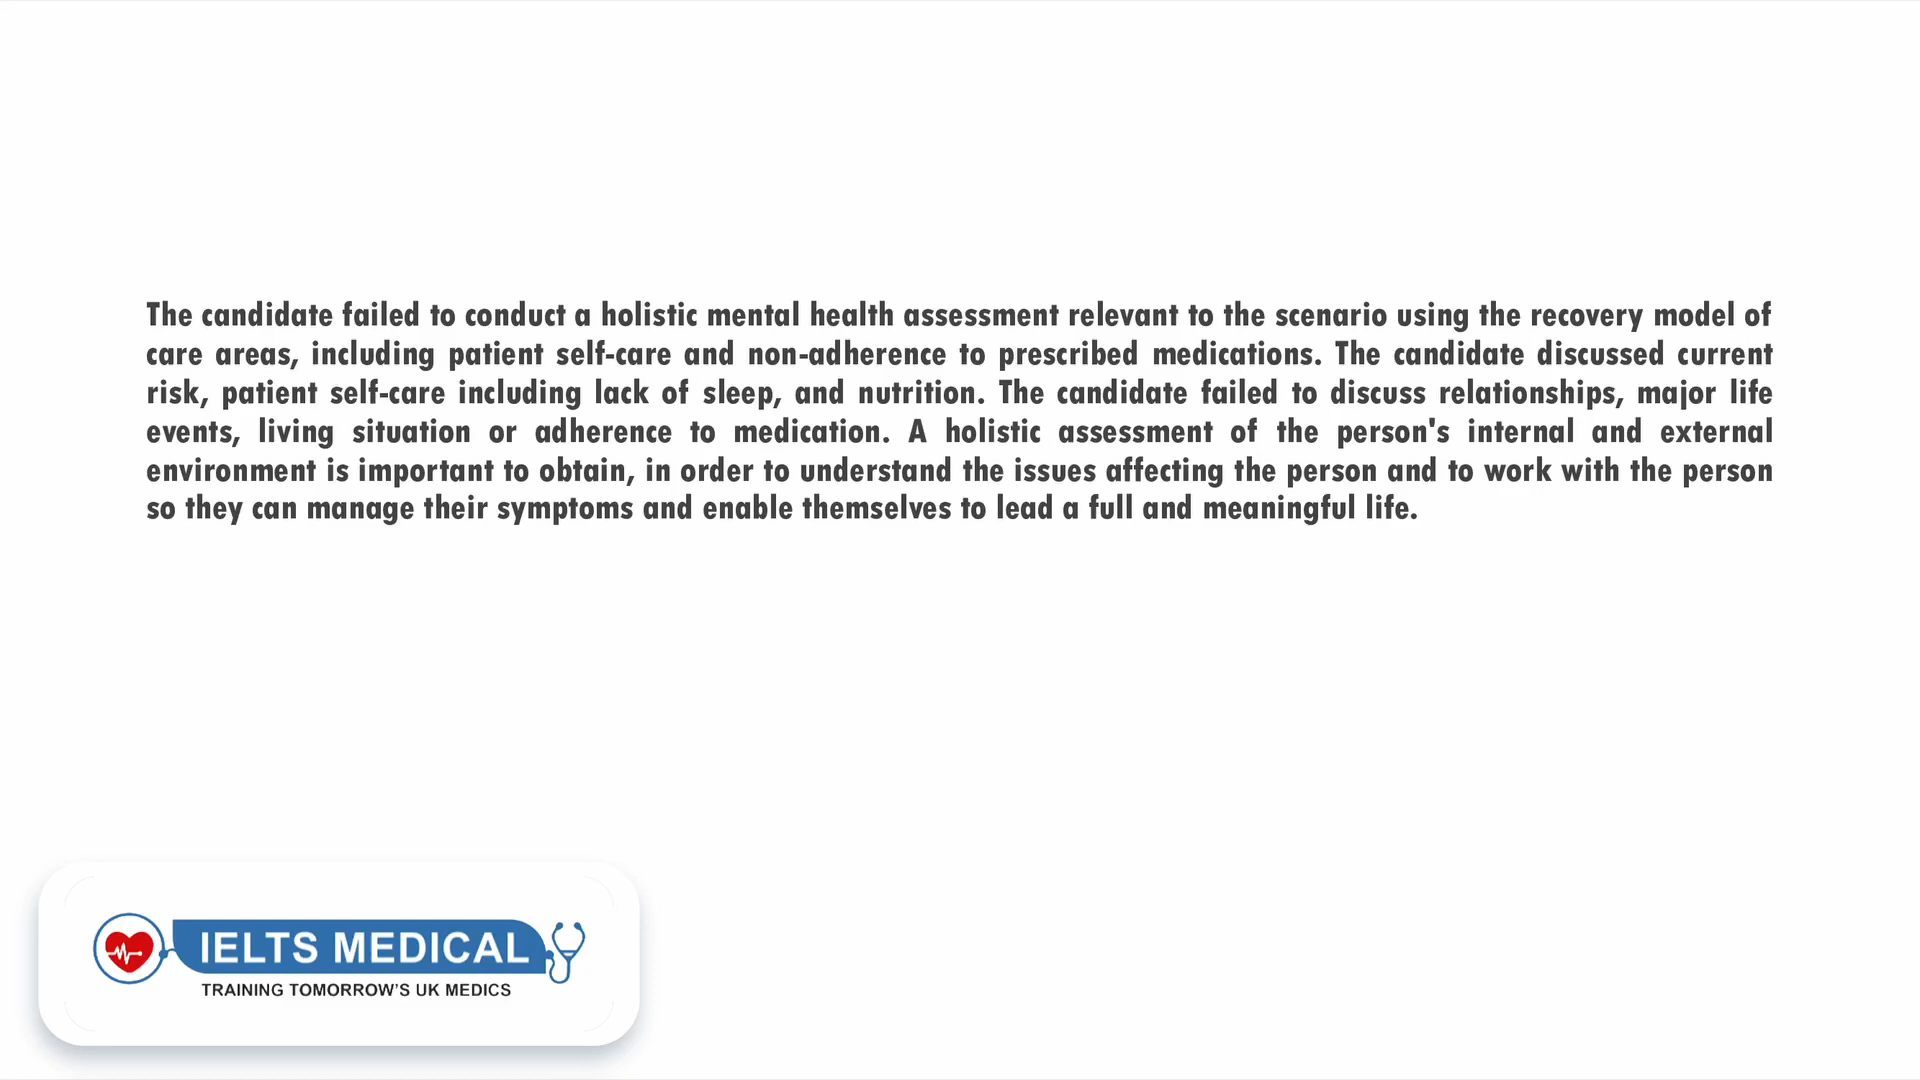 The candidate failed to conduct a holistic mental health assessment relevant to the scenario using the recovery model of
care areas, including patient self-care and non-adherence to prescribed medications. The candidate discussed current
risk, patient self-care including lack of sleep, and nutrition. The candidate failed to discuss relationships, major life
events, living situation or adherence to medication. A holistic assessment of the person's internal and external
environment is important to obtain, in order to understand the issues affecting the person and to work with the person
so they can manage their symptoms and enable themselves to lead a full and meaningful life.
IELTS MEDICAL
TRAINING TOMORROW'S UK MEDICS